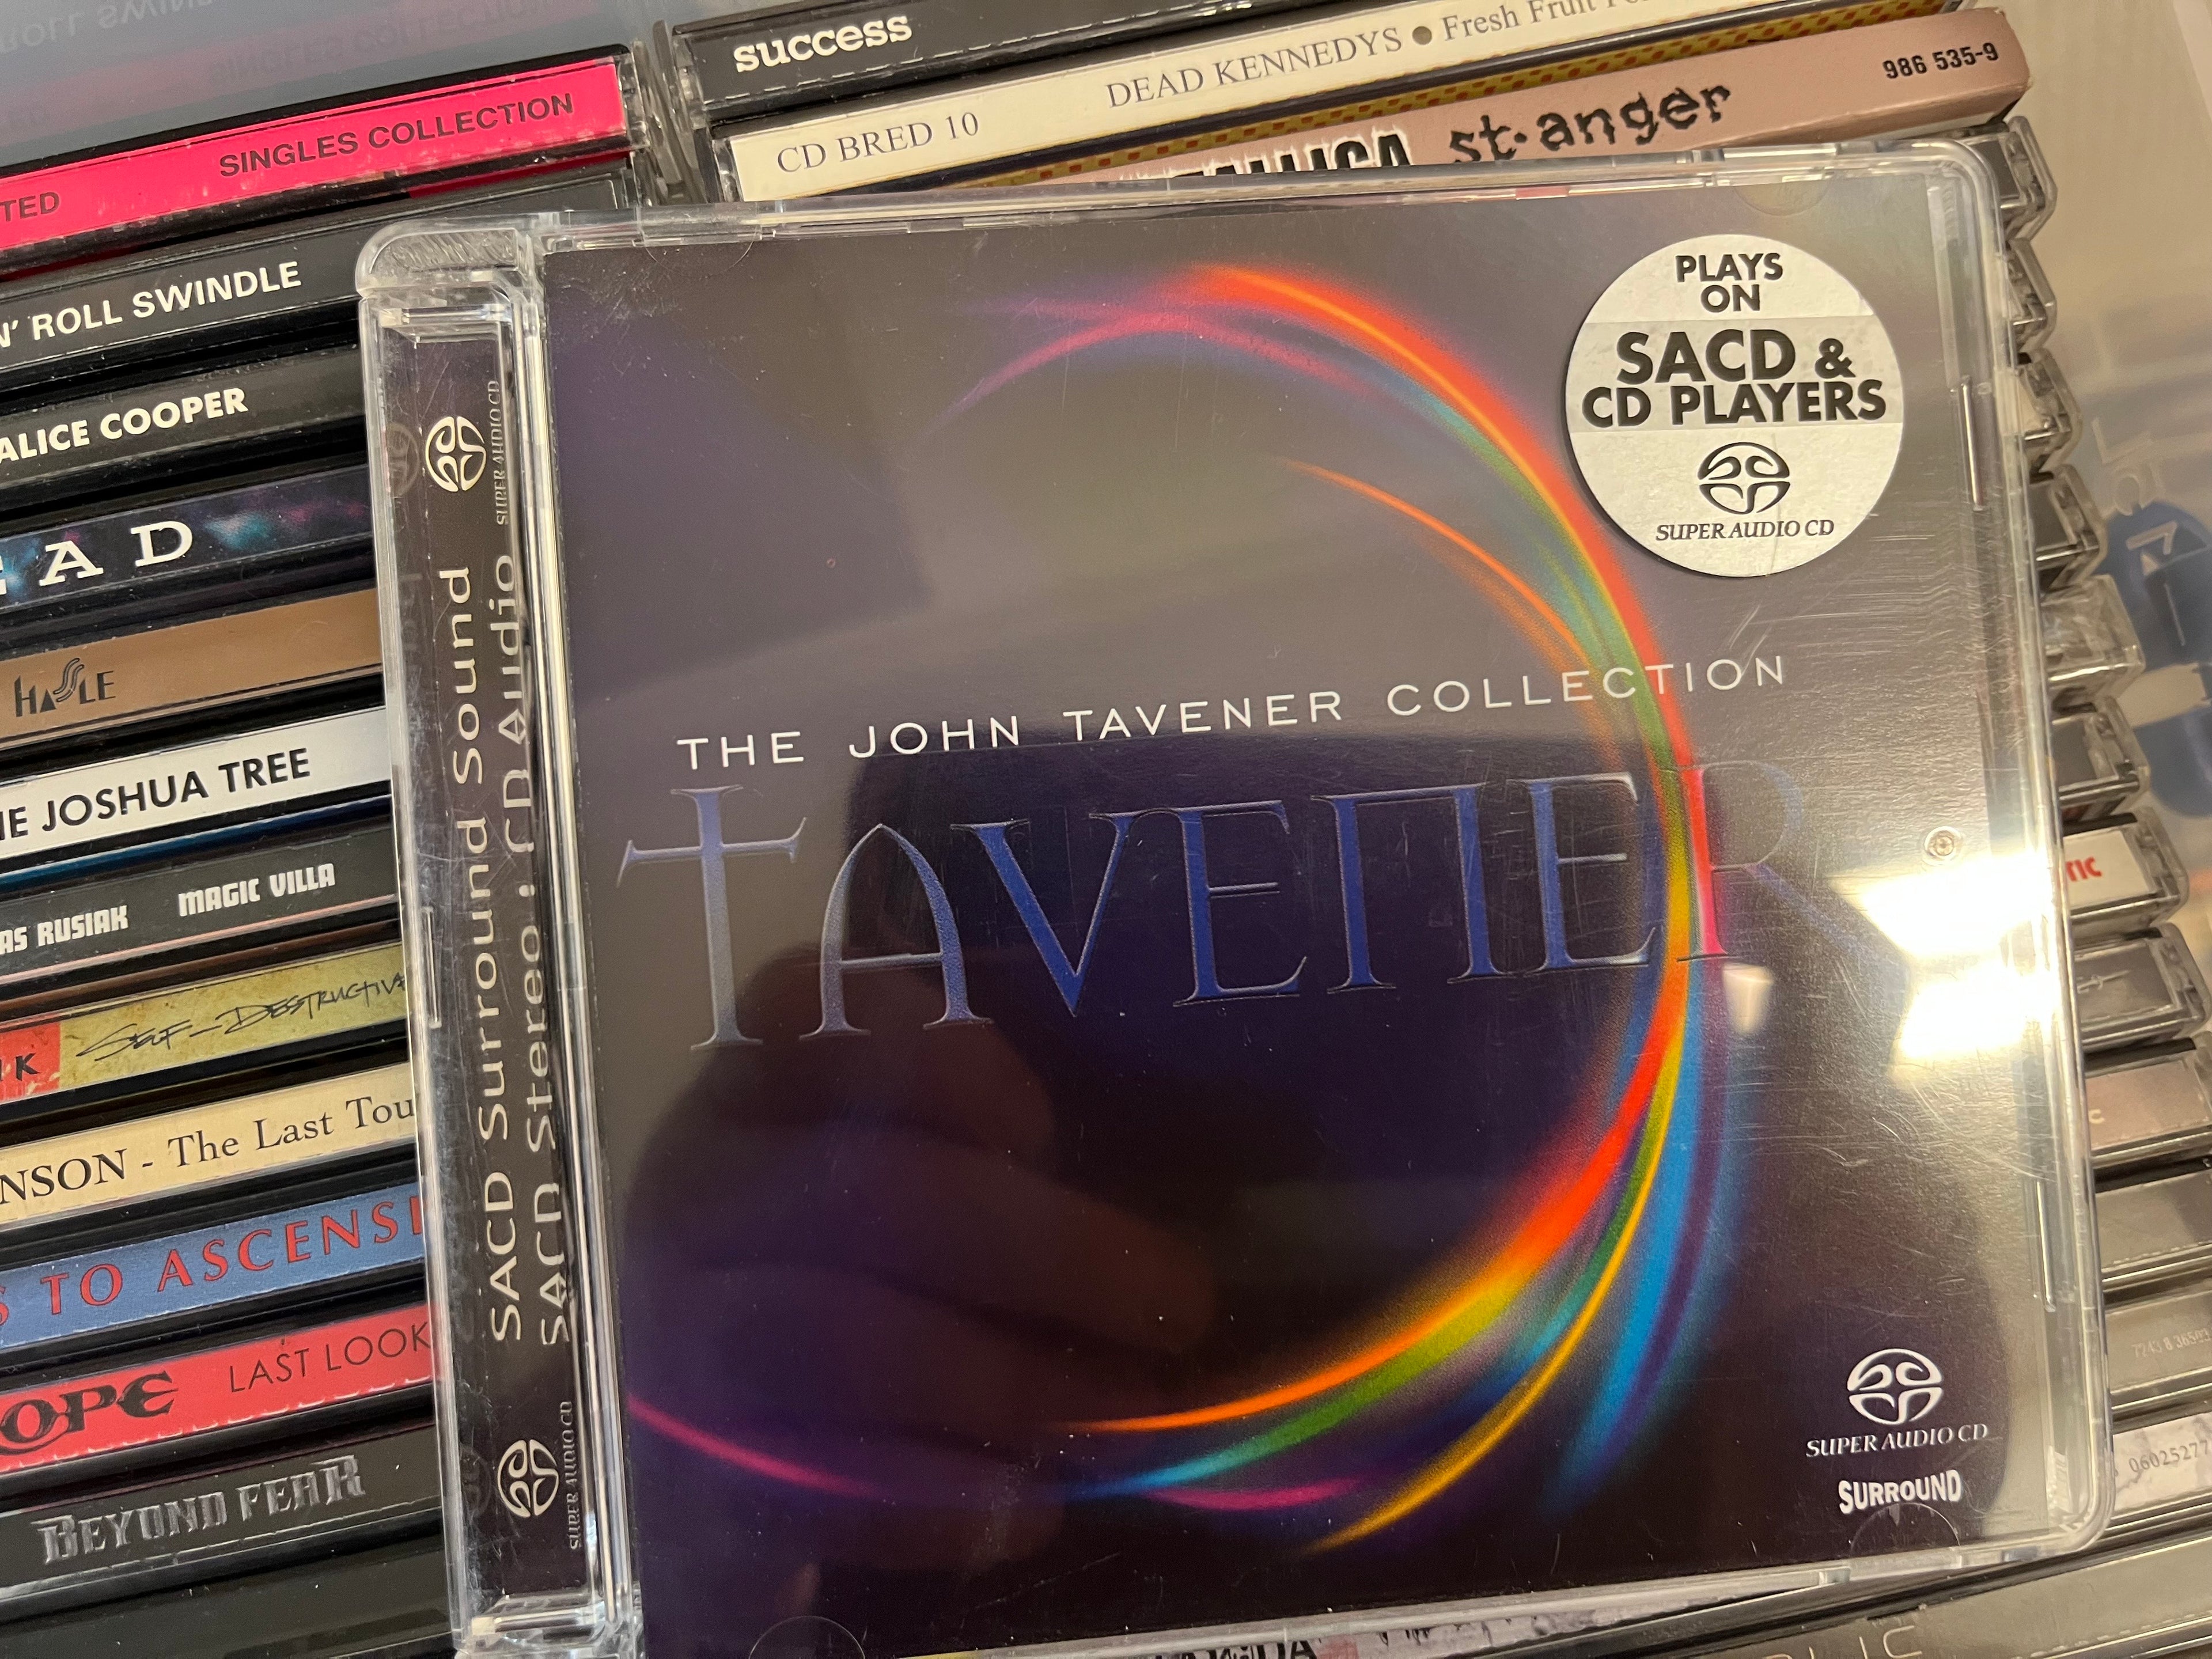 success
DEAD KENNEDYS ● Fresh Fruit
CD BRED 10
986 535-9
st. anger
SINGLES COLLECTION
N' ROLL SWINDLE
ALICE COOPER
EAD
HASSLE
JOSHUA TREE
RUSIAK MAGIC VILLA
SELF-DESTRUCTIVE
NSON - The Last
TO ASCENSI
OPE LAST LOOK
BEYOND FEAR
SUPER AUDIO CD
SACD Surround Sound
SACD Stereo : CD Audio
SUPER AUDIO CD
PLAYS
ON
SACD &
CD PLAYERS
SUPER AUDIO CD
THE JOHN TAVENER COLLECTION
TAVENER
SUPER AUDIO CD
SURROUND
06025277